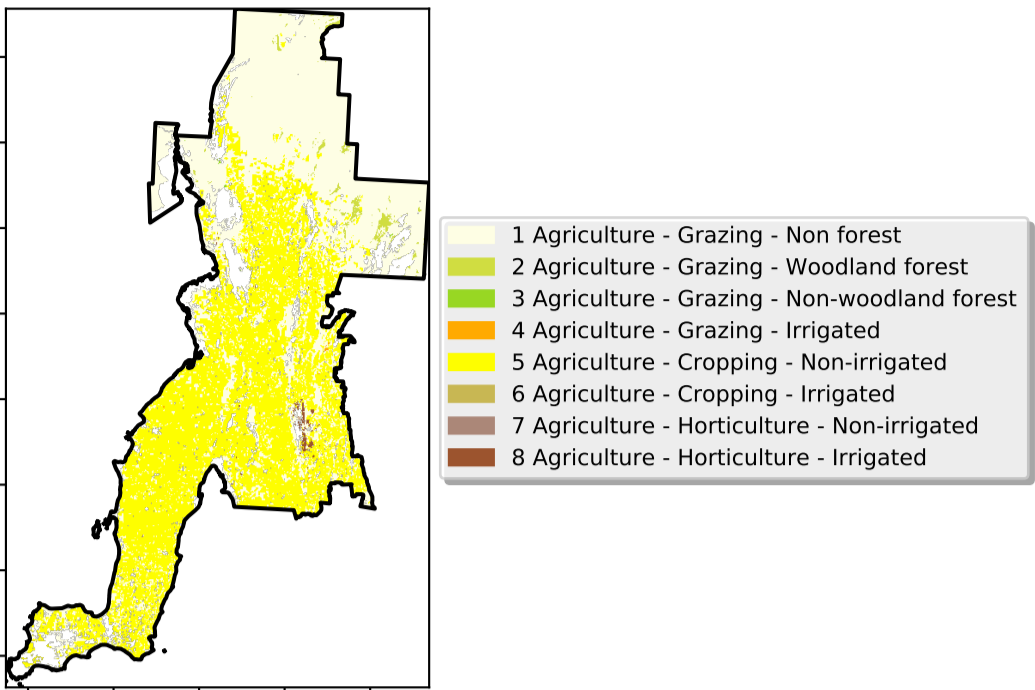 1 Agriculture - Grazing - Non forest
2 Agriculture - Grazing - Woodland forest
3 Agriculture - Grazing - Non-woodland forest
4 Agriculture - Grazing - Irrigated
5 Agriculture - Cropping - Non-irrigated
6 Agriculture - Cropping - Irrigated
7 Agriculture - Horticulture - Non-irrigated
8 Agriculture - Horticulture - Irrigated